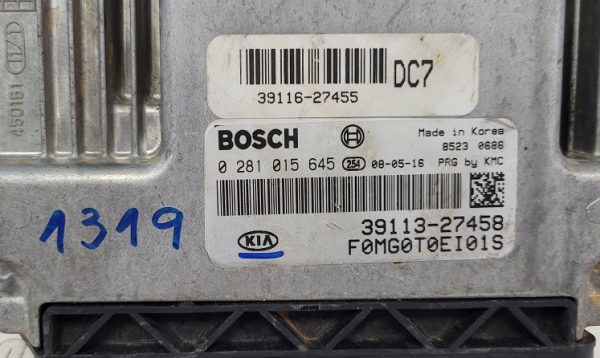 450161
DC7
39116-27455
BOSCH
Made in Korea
8523 0686
0 281 015 645 254 08-05-16 PRG by KMC
39113-27458
KIA F0MG0T0EI01S
1319